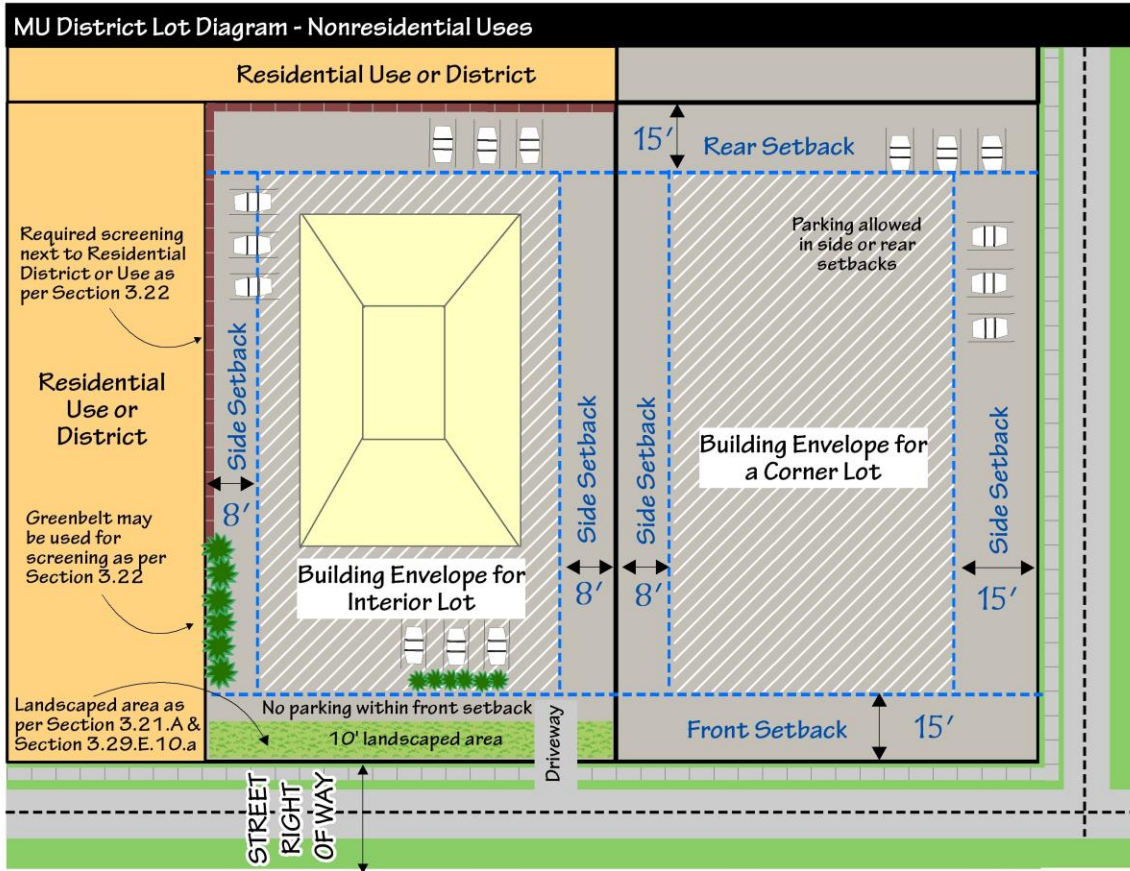 MU District Lot Diagram - Nonresidential Uses
Residential Use or District
15'
Rear Setback
Required screening
next to Residential
District or Use as
per Section 3.22
Parking allowed
in side or rear
setbacks
Residential
Use or
District
Side Setback
8'
Side Setback
8'
Side Setback
8'
Building Envelope for
a Corner Lot
Side Setback
15'
Greenbelt may
be used for
screening as per
Section 3.22
Building Envelope for
Interior Lot
Landscaped area as
per Section 3.21.A &
Section 3.29.E.10.a
No parking within front setback
10' landscaped area
Driveway
Front Setback
15'
STREET
RIGHT
OF WAY